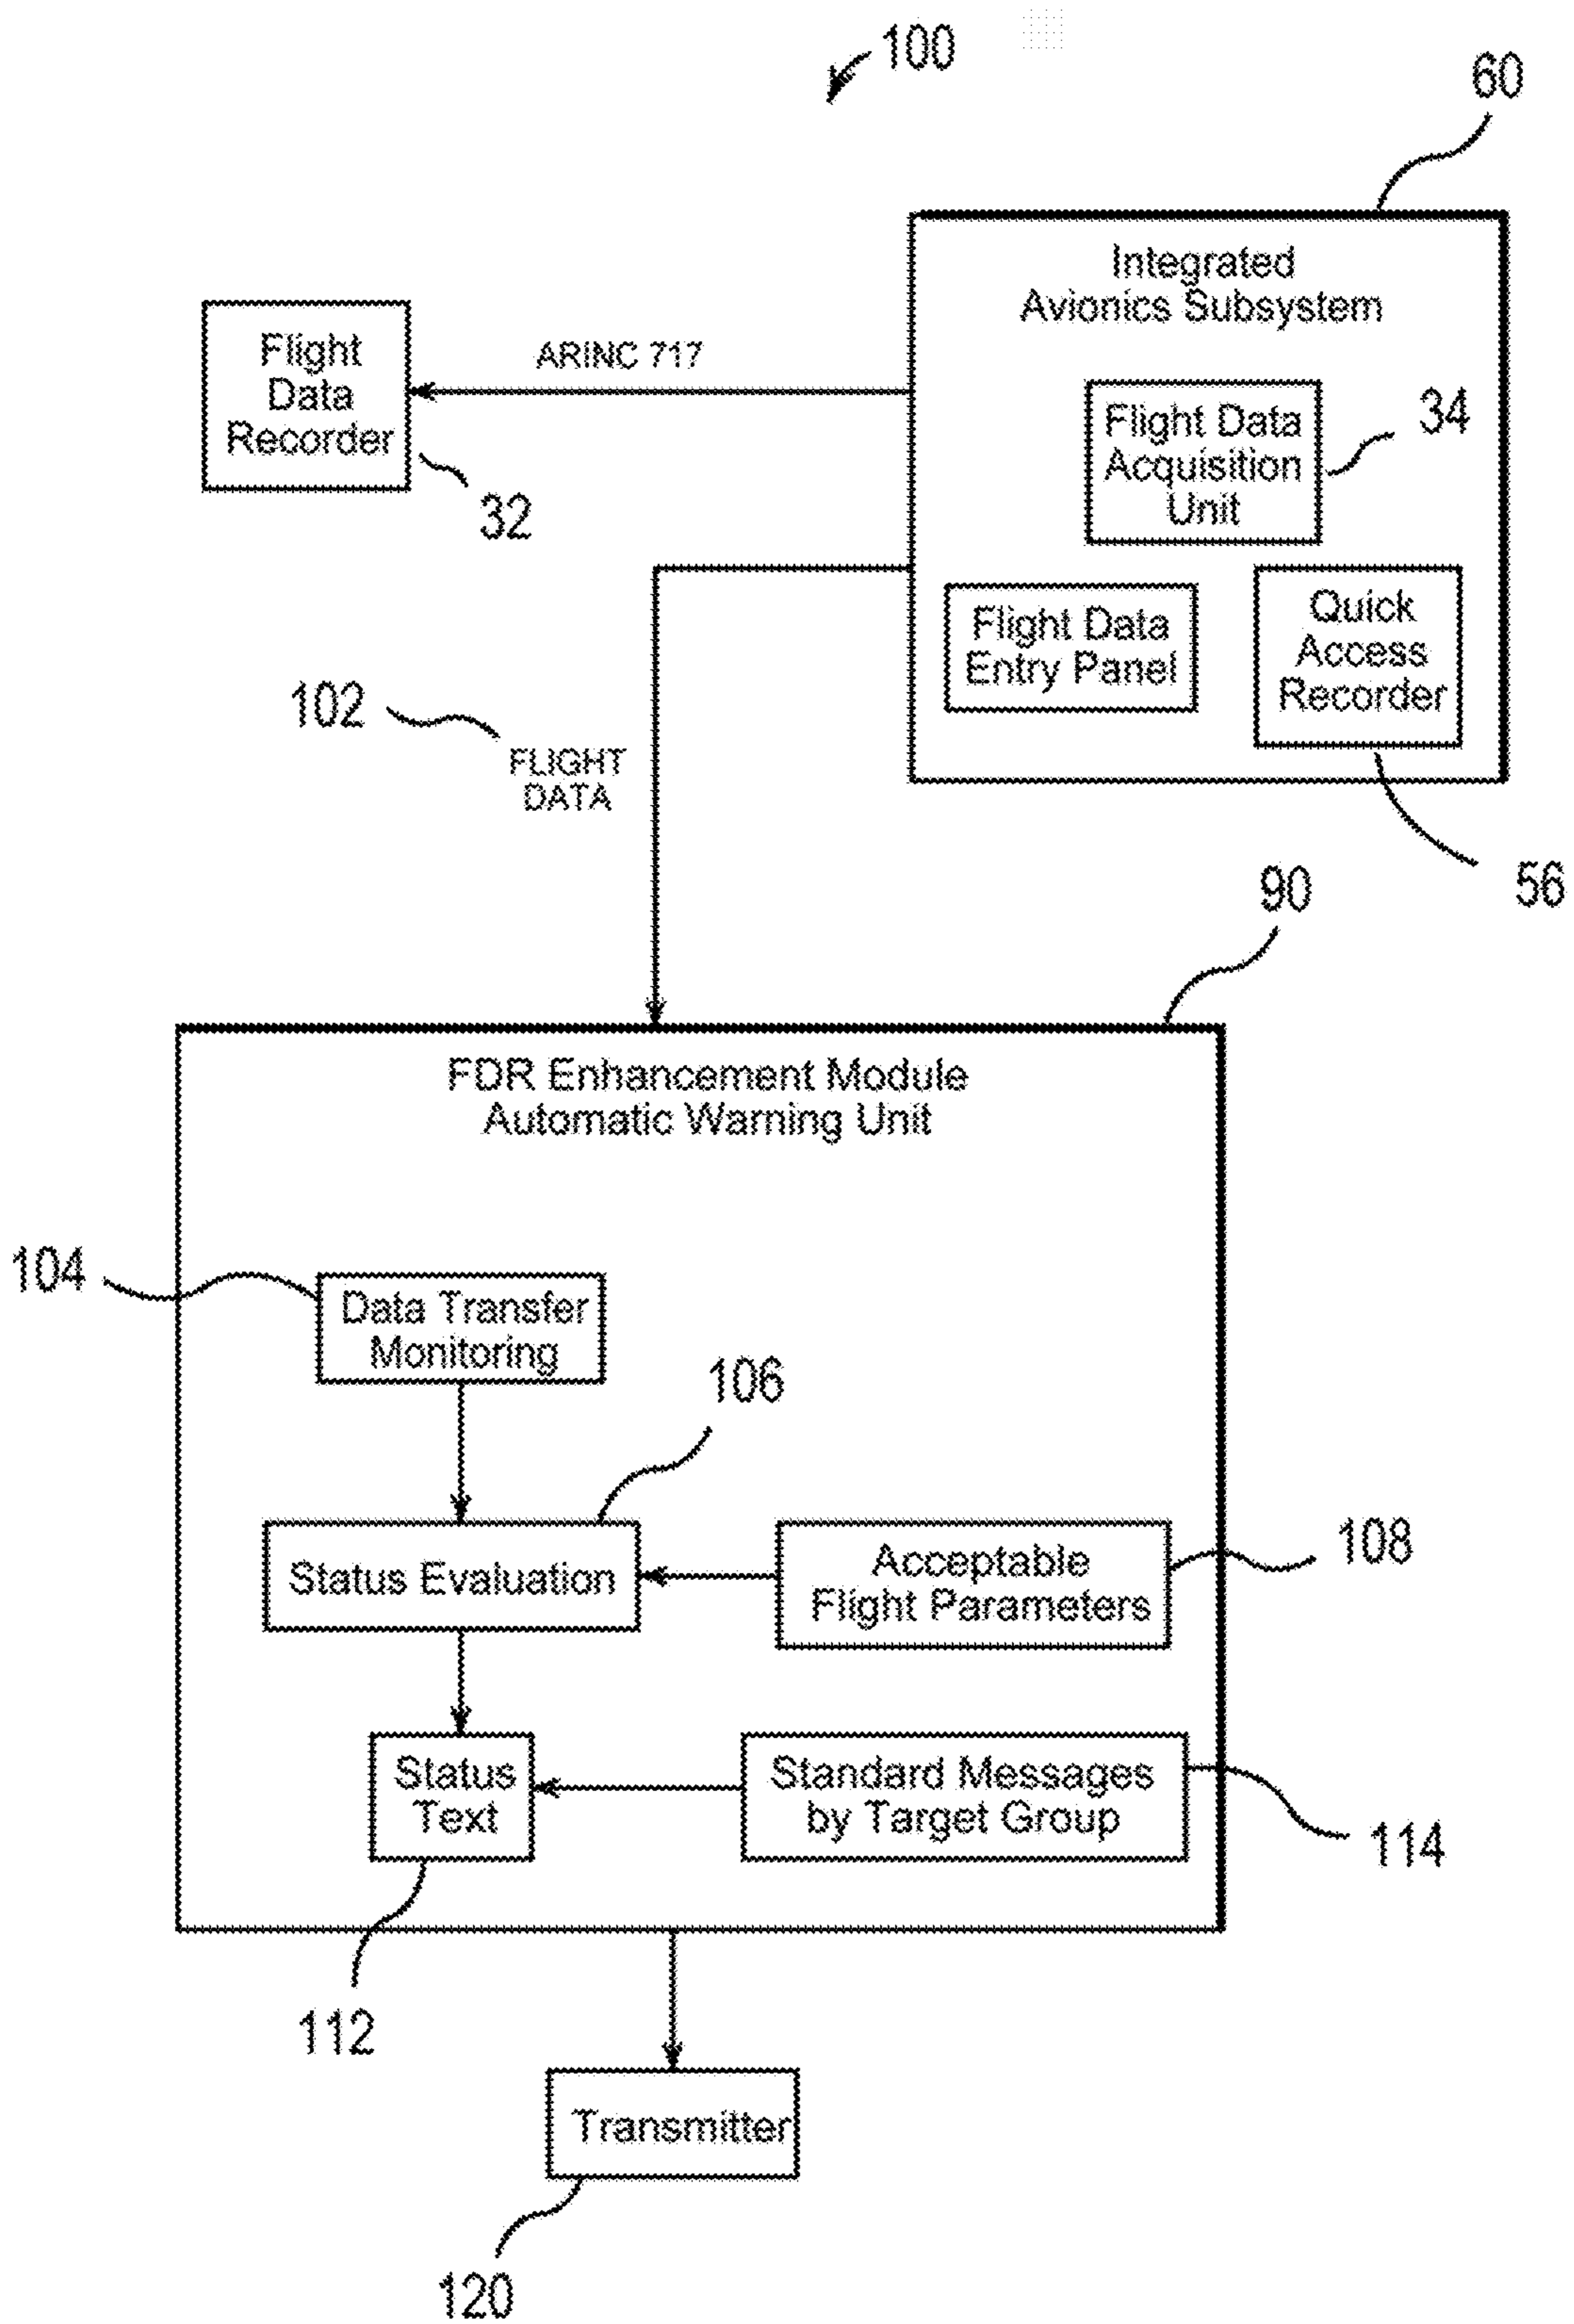 100
60
Integrated
Avionics Subsystem
Flight
Data
Recorder
32
ARINC 717
Flight Data
Acquisition
Unit
34
Flight Data
Entry Panel
Quick
Access
Recorder
56
102
FLIGHT
DATA
90
FDR Enhancement Module
Automatic Warning Unit
104
Data Transfer
Monitoring
106
Status Evaluation
Acceptable
Flight Parameters
108
Status
Text
Standard Messages
by Target Group
114
112
Transmitter
120